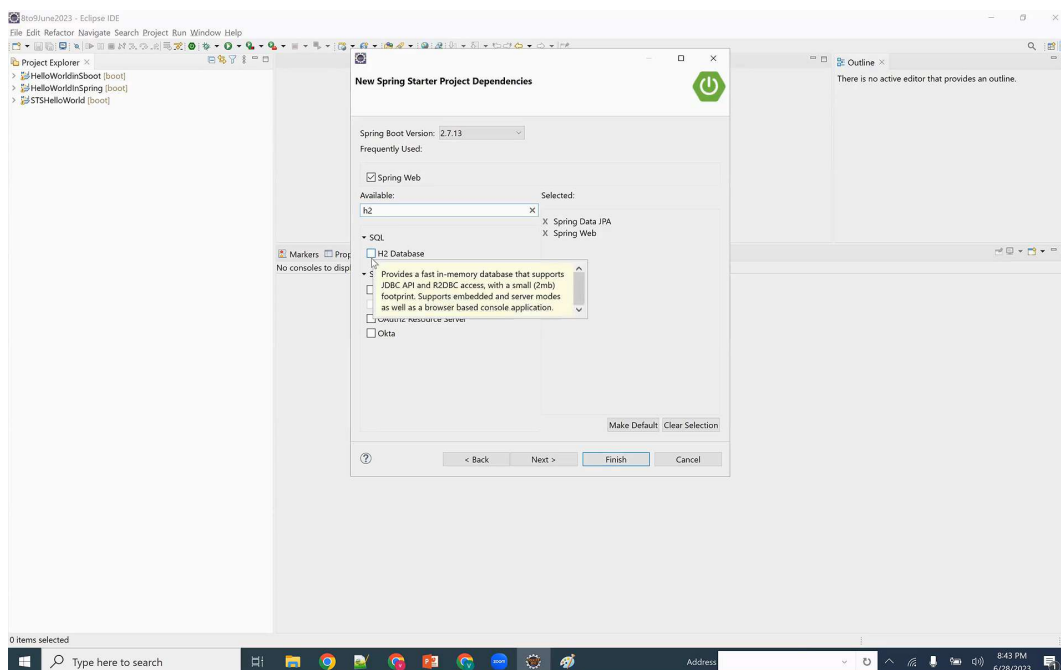 8to9June2023 - Eclipse IDE
File Edit Refactor Navigate Search Project Run Window Help
Project Explorer
HelloWorldinSboot [boot]
HelloWorldInSpring [boot]
STSHelloWorld [boot]
New Spring Starter Project Dependencies
Spring Boot Version: 2.7.13
Frequently Used:
Spring Web
Available:
Selected:
h2
X Spring Data JPA
X Spring Web
SQL
H2 Database
Provides a fast in-memory database that supports
JDBC API and R2DBC access, with a small (2mb)
footprint. Supports embedded and server modes
as well as a browser based console application.
OAuth2 Resource Server
Okta
Make Default Clear Selection
< Back Next > Finish Cancel
Markers Prop
No consoles to displ
Outline
There is no active editor that provides an outline.
0 items selected
Type here to search
zoom
Address
8:43 PM
6/28/2023